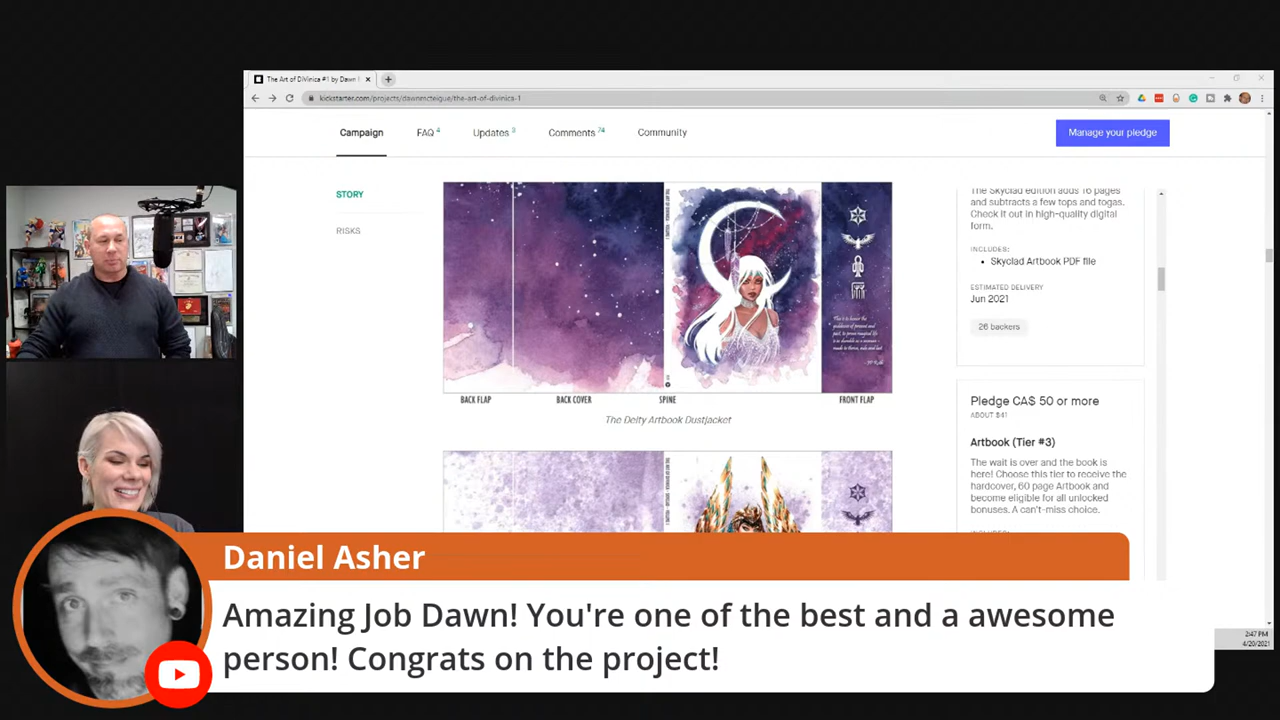 The Art of DiVinica #1 by Dawn
kickstarter.com/projects/dawnmcteigue/the-art-of-divinica-1
Campaign
FAQ 4
Updates 3
Comments 74
Community
Manage your pledge
STORY
RISKS
BACK FLAP
BACK COVER
SPINE
FRONT FLAP
The Deity Artbook Dustjacket
The Skyclad edition adds 16 pages
and subtracts a few tops and togas.
Check it out in high-quality digital
form.
INCLUDES:
• Skyclad Artbook PDF file
ESTIMATED DELIVERY
Jun 2021
26 backers
Pledge CA$ 50 or more
ABOUT $41
Artbook (Tier #3)
The wait is over and the book is
here! Choose this tier to receive the
hardcover, 60 page Artbook and
become eligible for all unlocked
bonuses. A can't-miss choice.
Daniel Asher
Amazing Job Dawn! You're one of the best and a awesome
person! Congrats on the project!
2:47 PM
4/20/2021